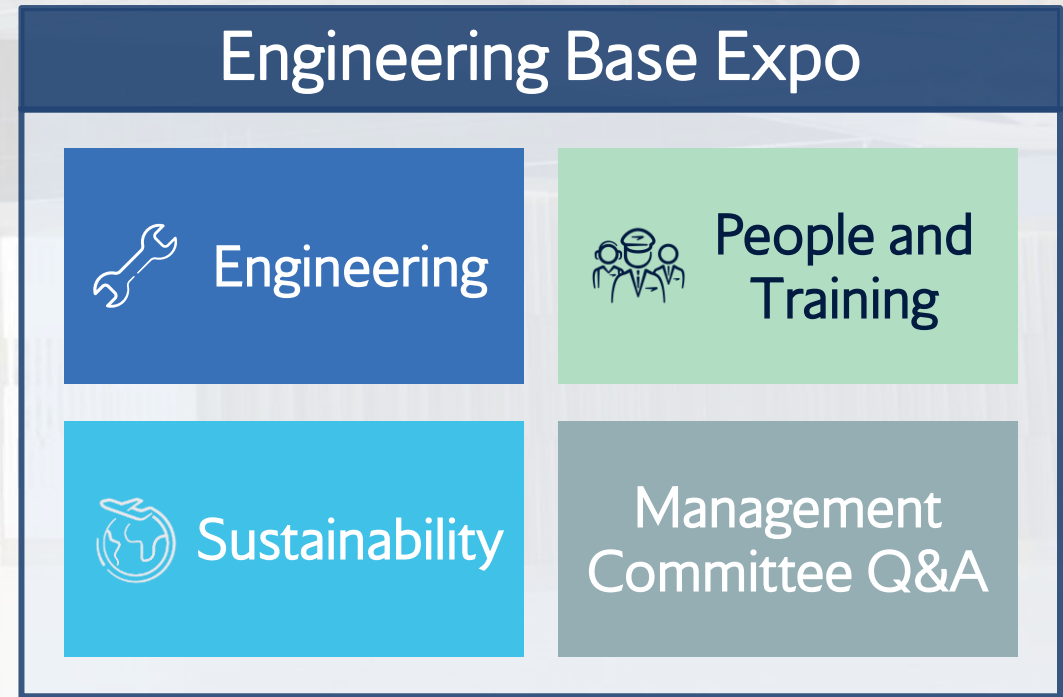 Engineering Base Expo
Engineering
People and
Training
Sustainability
Management
Committee Q&A